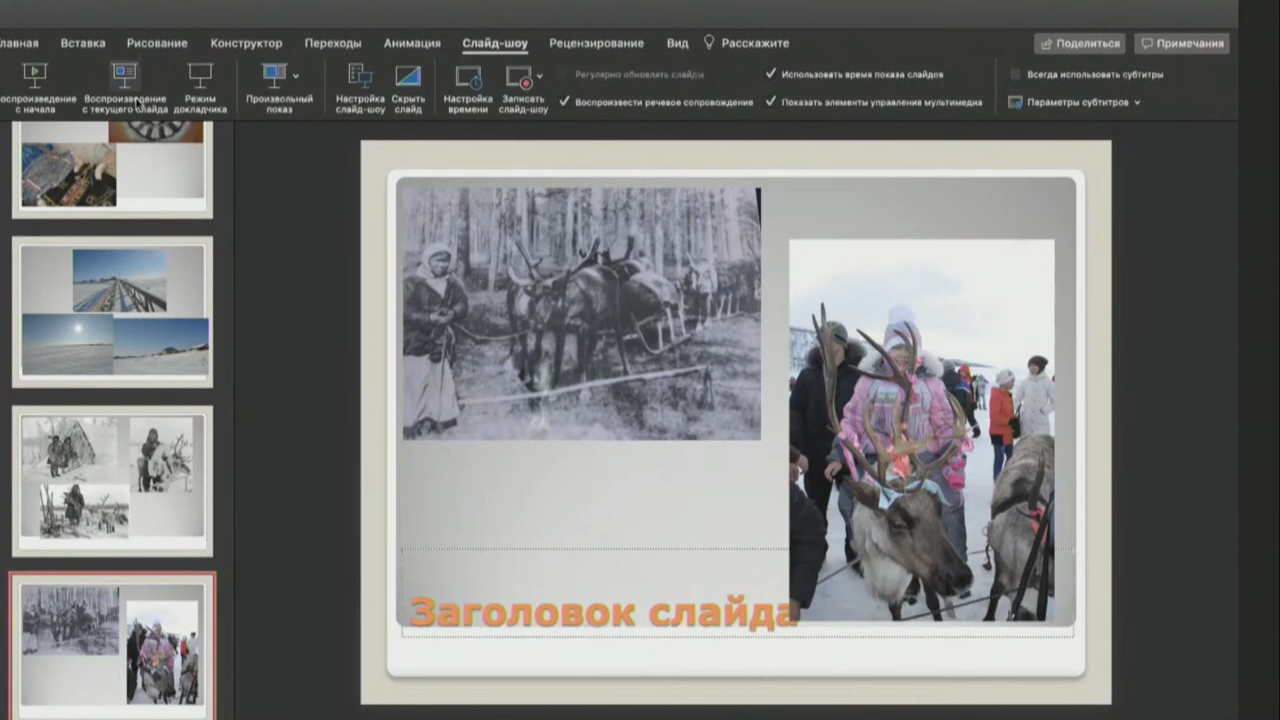 лавная Вставка Рисование Конструктор Переходы Анимация Слайд-шоу Рецензирование Вид Расскажите Поделиться Примечания
оспроизведение
с начала
Воспроизведение
с текущего слайда
Режим
докладчика
Произвольный
показ
Настройка
слайд-шоу
Скрыть
слайд
Настройка
времени
Записать
слайд-шоу
Регулярно обновлять слайды
Воспроизвести речевое сопровождение
Использовать время показа слайдов
Показать элементы управления мультимедиа
Всегда использовать субтитры
Параметры субтитров
Заголовок слайда